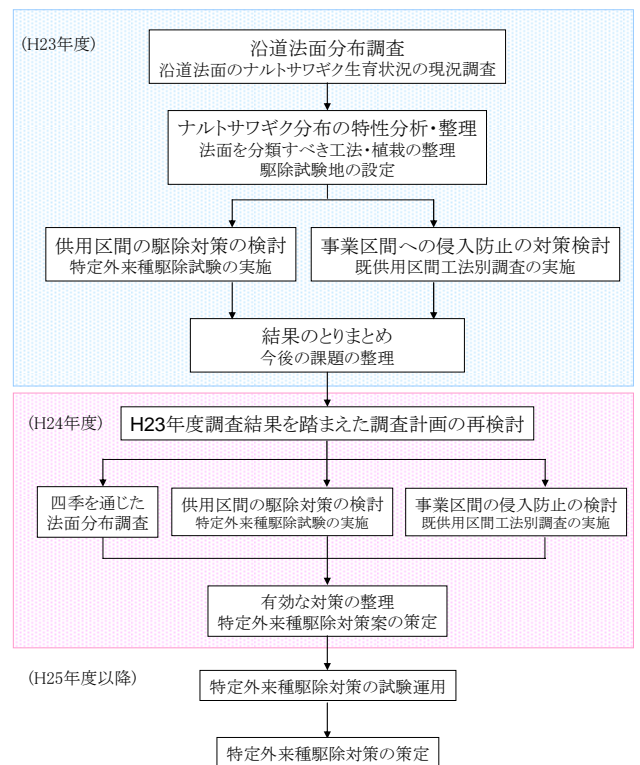 (H23年度)
沿道法面分布調査
沿道法面のナルトサワギク生育状況の現況調査
ナルトサワギク分布の特性分析・整理
法面を分類すべき工法・植栽の整理
駆除試験地の設定
供用区間の駆除対策の検討
特定外来種駆除試験の実施
事業区間への侵入防止の対策検討
既供用区間工法別調査の実施
結果のとりまとめ
今後の課題の整理
(H24年度)
H23年度調査結果を踏まえた調査計画の再検討
四季を通じた
法面分布調査
供用区間の駆除対策の検討
特定外来種駆除試験の実施
事業区間の侵入防止の検討
既供用区間工法別調査の実施
有効な対策の整理
特定外来種駆除対策案の策定
(H25年度以降)
特定外来種駆除対策の試験運用
特定外来種駆除対策の策定